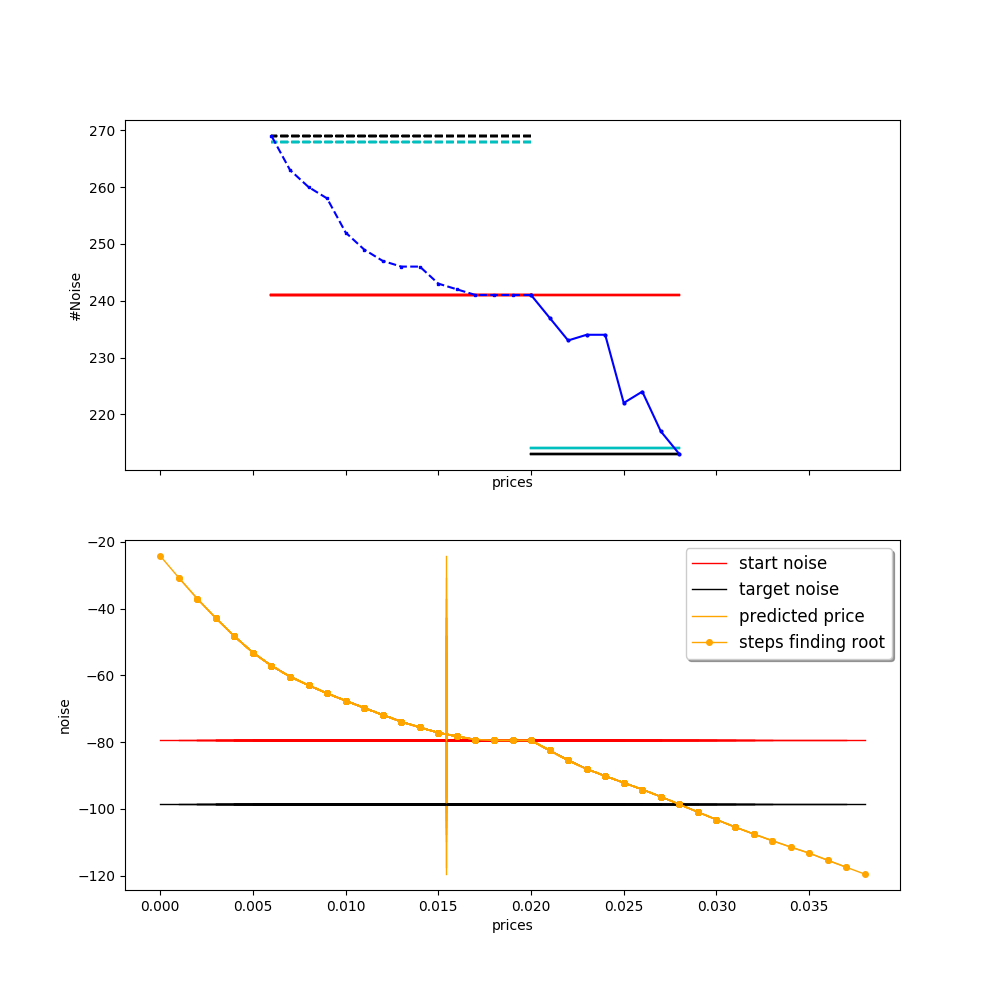 270
260
250
240
230
220
#Noise
prices
−20
−40
−60
−80
−100
−120
noise
start noise
target noise
predicted price
steps finding root
0.000 0.005 0.010 0.015 0.020 0.025 0.030 0.035
prices